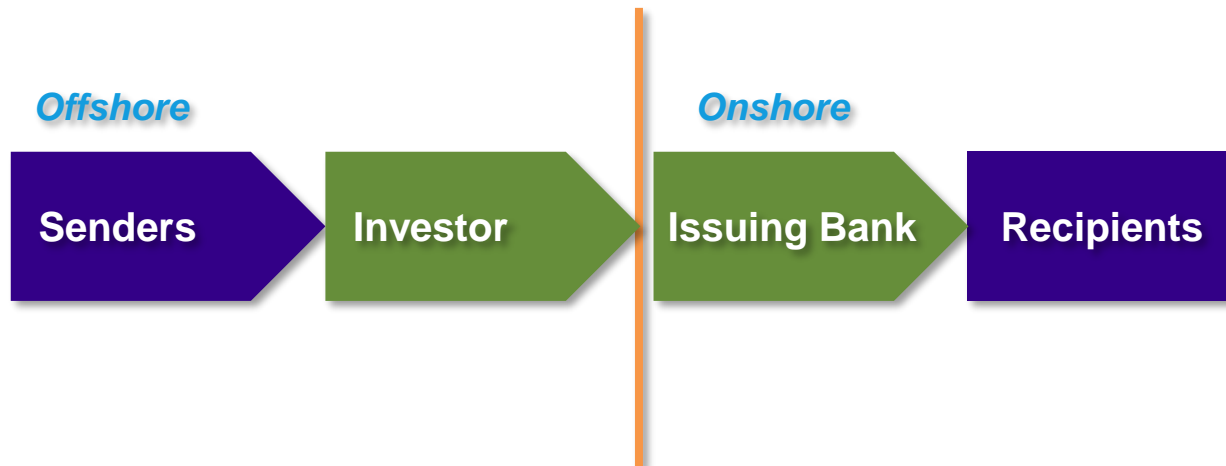 Offshore
Onshore
Senders
Investor
Issuing Bank
Recipients